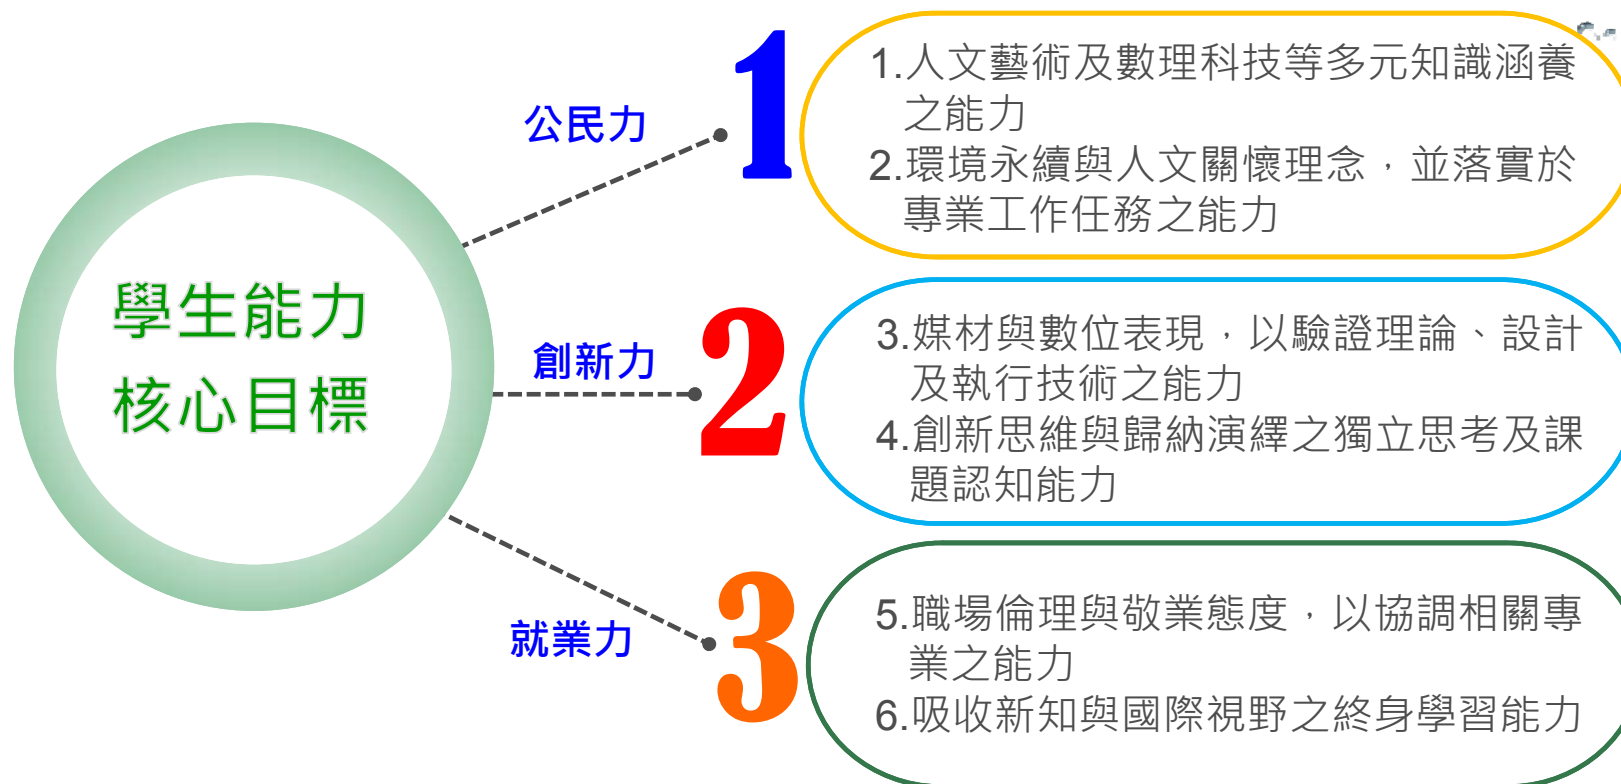 學生能力
核心目標
公民力
1
1.人文藝術及數理科技等多元知識涵養
之能力
2.環境永續與人文關懷理念，並落實於
專業工作任務之能力
創新力
2
3.媒材與數位表現，以驗證理論、設計
及執行技術之能力
4.創新思維與歸納演繹之獨立思考及課
題認知能力
就業力
3
5.職場倫理與敬業態度，以協調相關專
業之能力
6.吸收新知與國際視野之終身學習能力